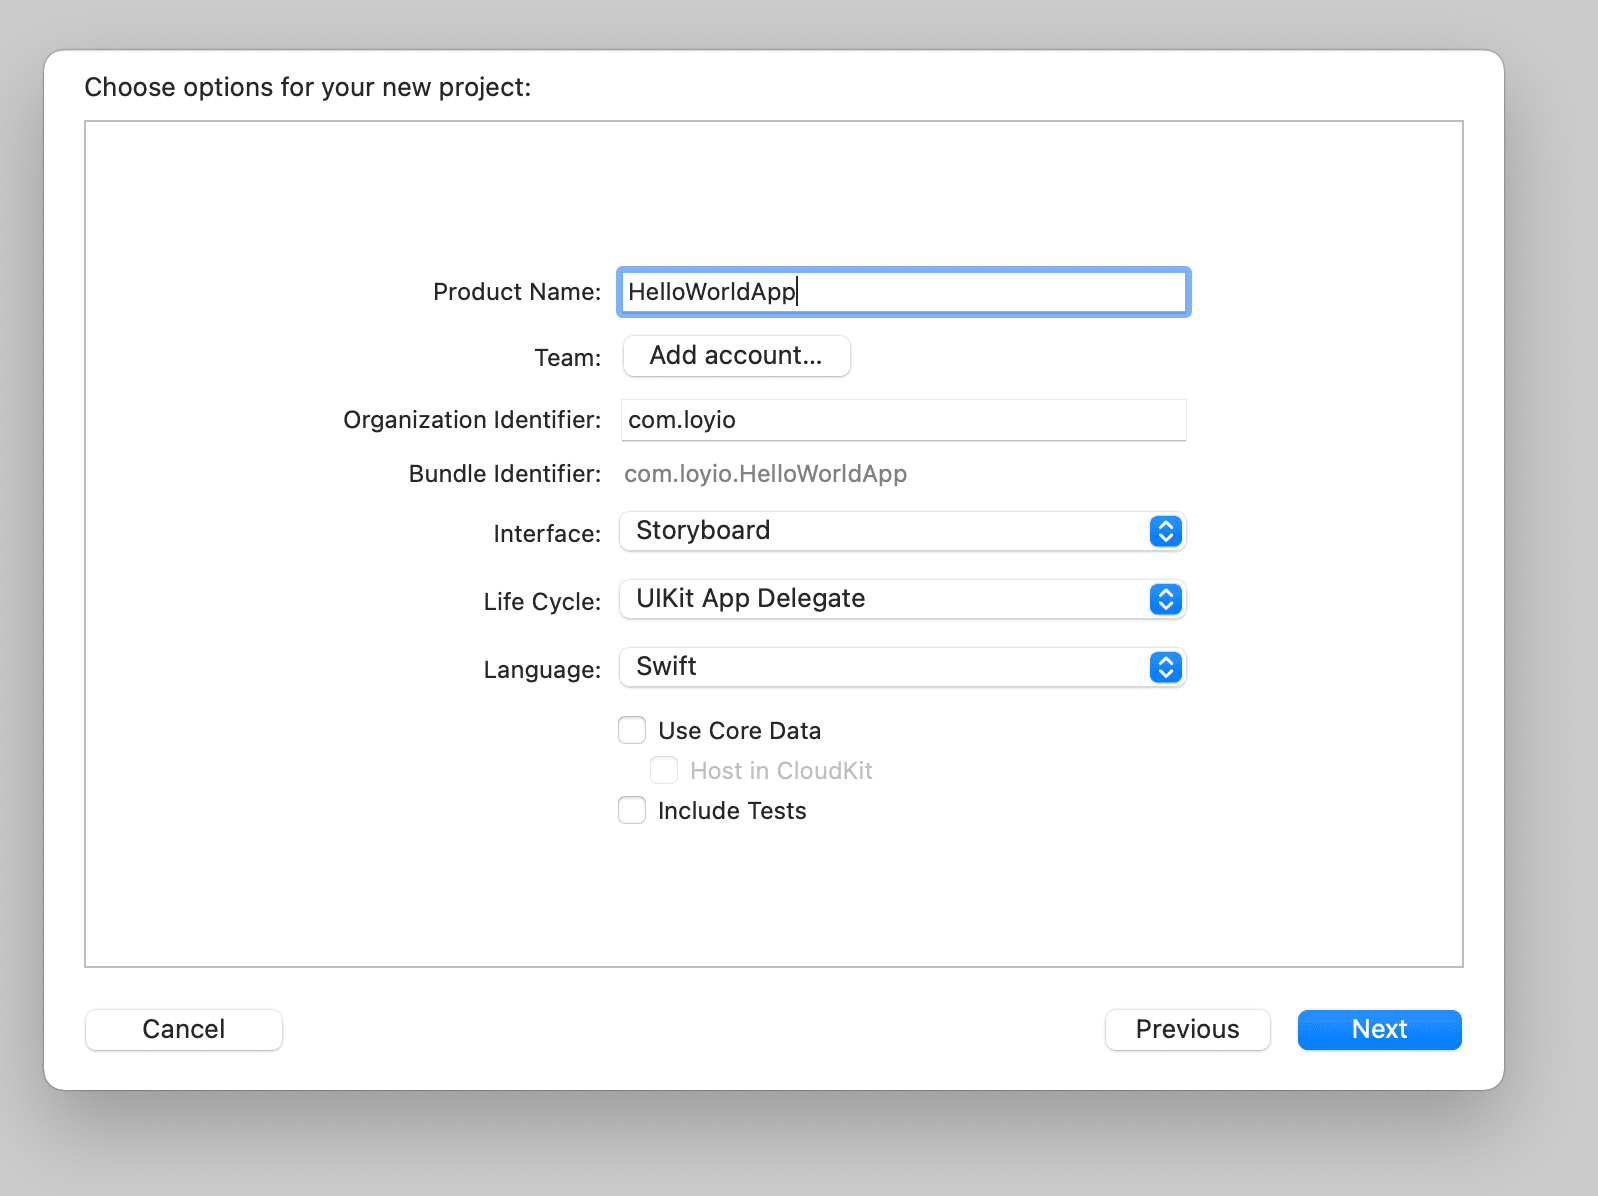 Choose options for your new project:
Product Name: HelloWorldApp
Team: Add account...
Organization Identifier: com.loyio
Bundle Identifier: com.loyio.HelloWorldApp
Interface: Storyboard
Life Cycle: UIKit App Delegate
Language: Swift
Use Core Data
Host in CloudKit
Include Tests
Cancel Previous Next